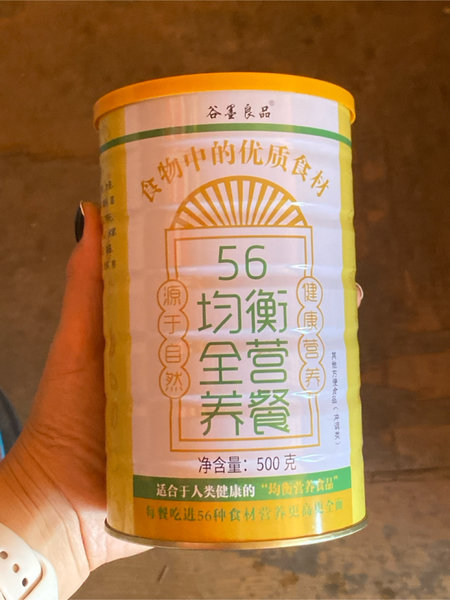 谷墨良品®
食物中的优质食材
56
均衡
全营
养餐
源于自然
健康营养
其他方便食品（冲调类）
净含量：500克
适合于人类健康的“均衡营养食品”
每餐吃进56种食材营养更高更全面